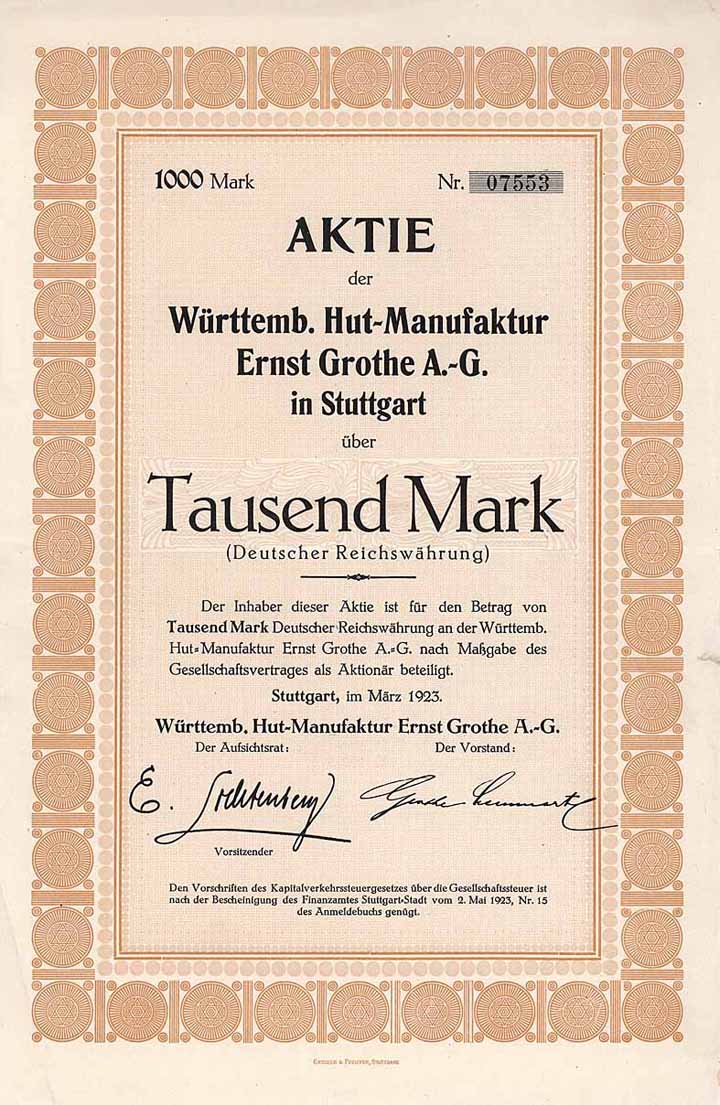 1000 Mark Nr. 07553
AKTIE
der
Württemb. Hut-Manufaktur
Ernst Grothe A.-G.
in Stuttgart
über
Tausend Mark
(Deutscher Reichswährung)
Der Inhaber dieser Aktie ist für den Betrag von
Tausend Mark Deutscher Reichswährung an der Württemb.
Hut-Manufaktur Ernst Grothe A.-G. nach Maßgabe des
Gesellschaftsvertrages als Aktionär beteiligt.
Stuttgart, im März 1923.
Württemb. Hut-Manufaktur Ernst Grothe A.-G.
Der Aufsichtsrat: Der Vorstand:
E.
Vorsitzender
Den Vorschriften des Kapitalverkehrssteuergesetzes über die Gesellschaftssteuer ist
nach der Bescheinigung des Finanzamtes Stuttgart-Stadt vom 2. Mai 1923, Nr. 15
des Anmeldebuchs genügt.